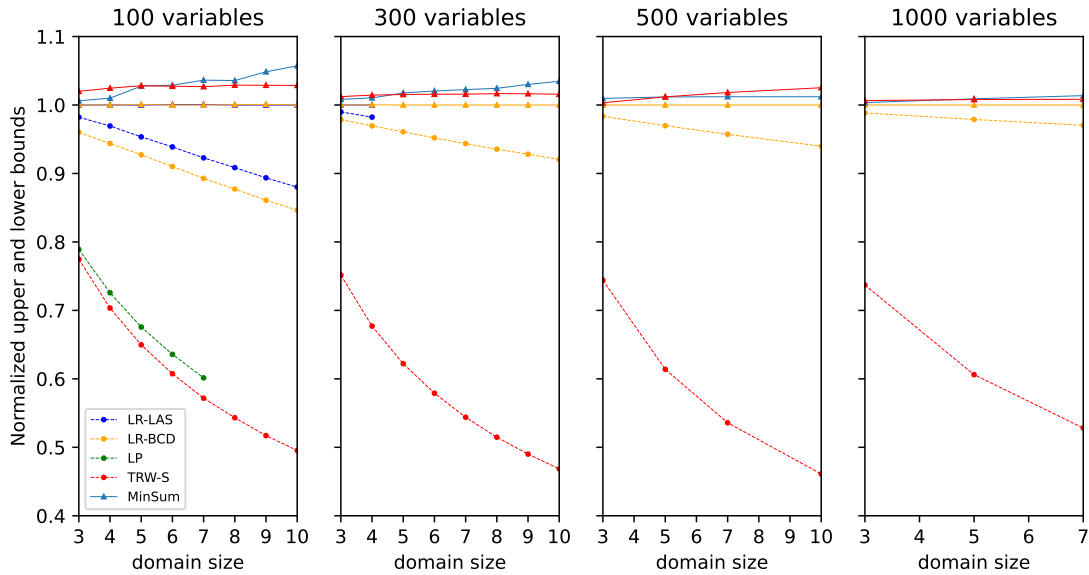 100 variables
300 variables
500 variables
1000 variables
Normalized upper and lower bounds
1.1
1.0
0.9
0.8
0.7
0.6
0.5
0.4
LR-LAS
LR-BCD
LP
TRW-S
MinSum
3 4 5 6 7 8 9 10
3 4 5 6 7 8 9 10
3 4 5 6 7 8 9 10
3 4 5 6 7
domain size
domain size
domain size
domain size